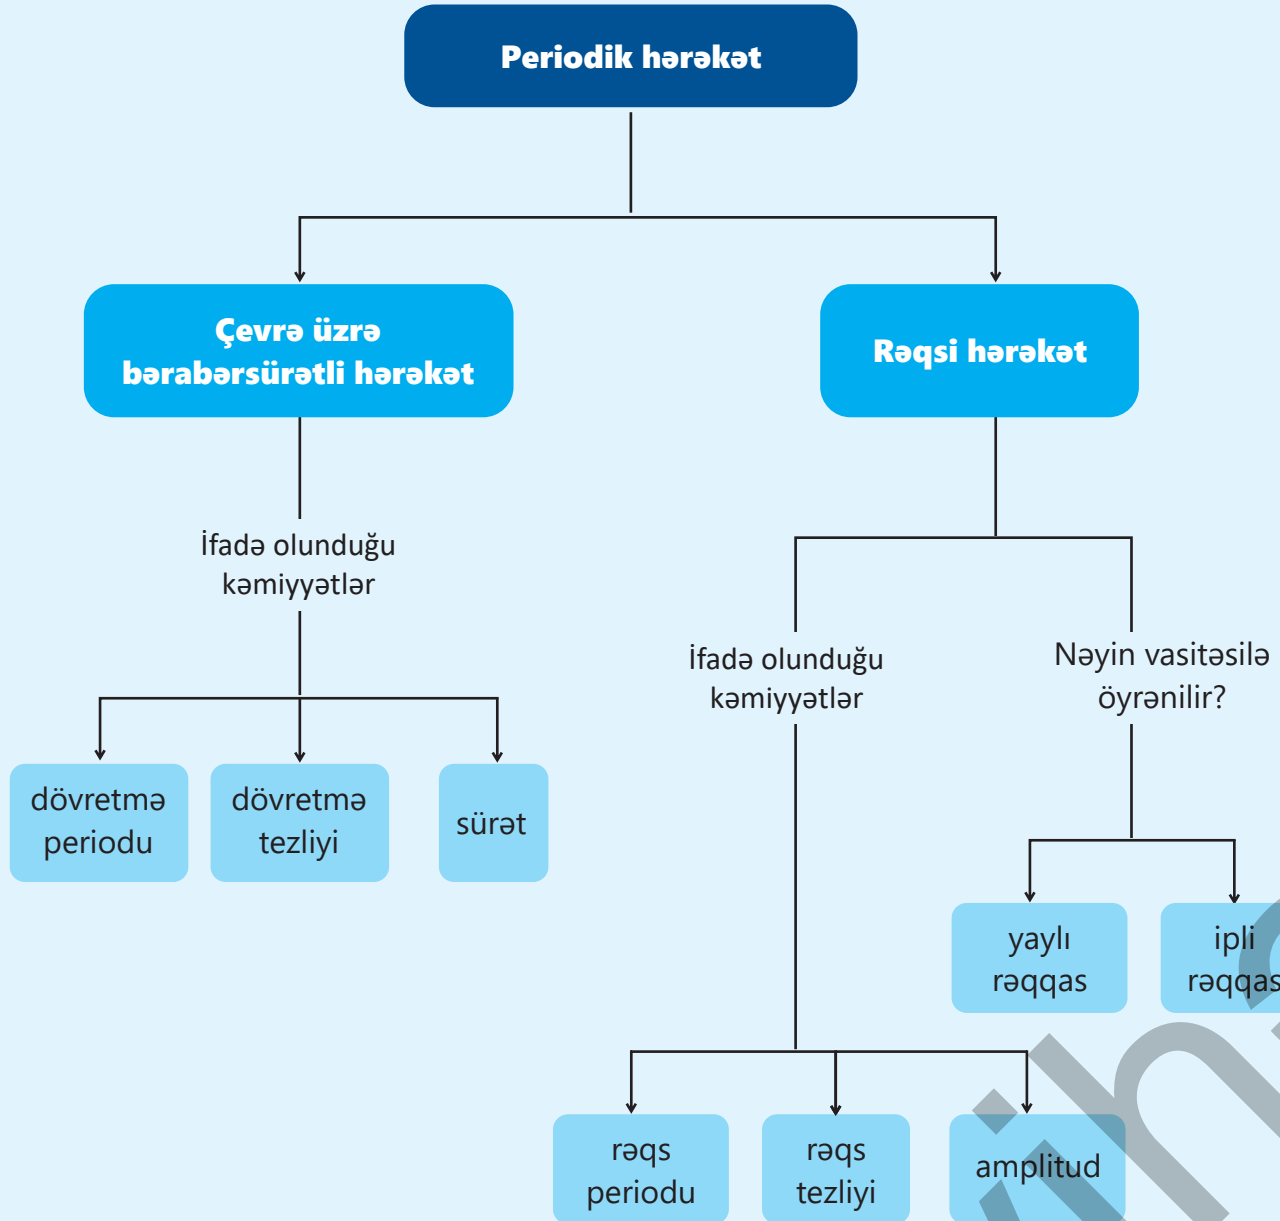 Periodik hərəkət
Çevrə üzrə
bərabərsürətli hərəkət
Rəqsi hərəkət
İfadə olunduğu
kəmiyyətlər
İfadə olunduğu
kəmiyyətlər
Nəyin vasitəsilə
öyrənilir?
dövretmə
periodu
dövretmə
tezliyi
sürət
yaylı
rəqqas
ipli
rəqqas
rəqs
periodu
rəqs
tezliyi
amplitud